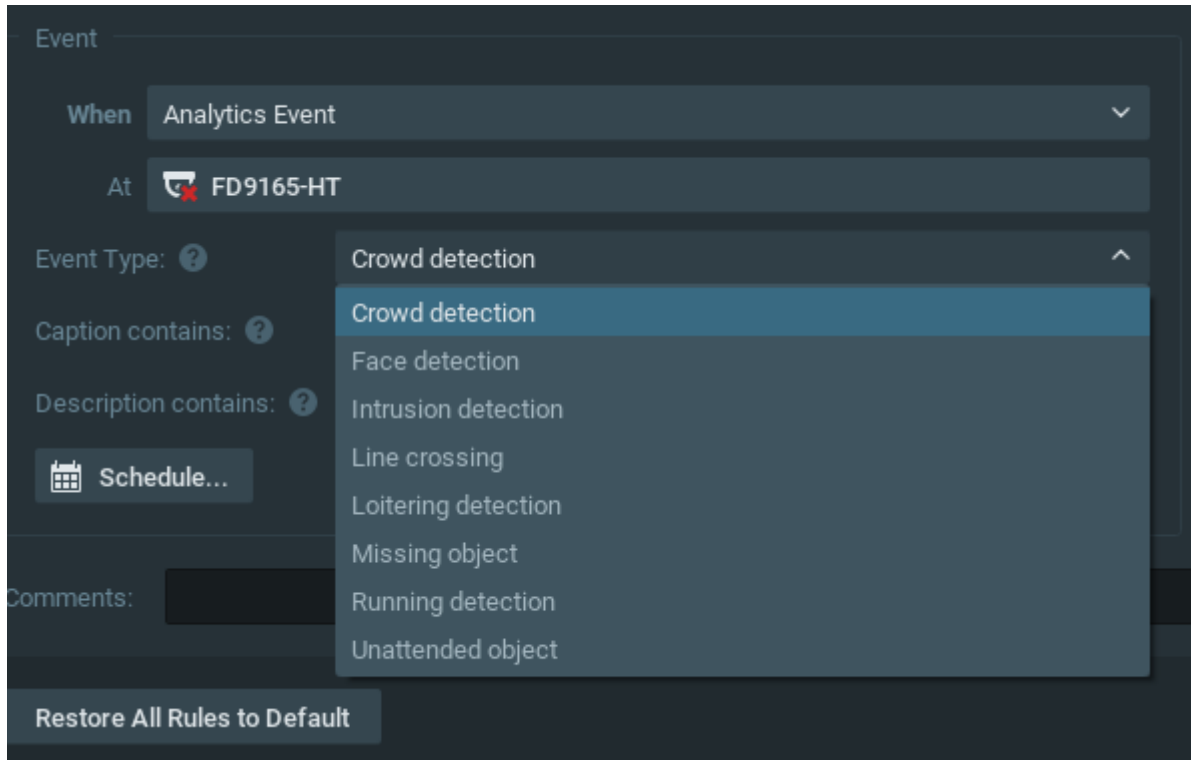 Event
When Analytics Event
At FD9165-HT
Event Type: ? Crowd detection
Crowd detection
Caption contains: ?
Face detection
Intrusion detection
Description contains: ?
Line crossing
Schedule...
Loitering detection
Missing object
Comments:
Running detection
Unattended object
Restore All Rules to Default